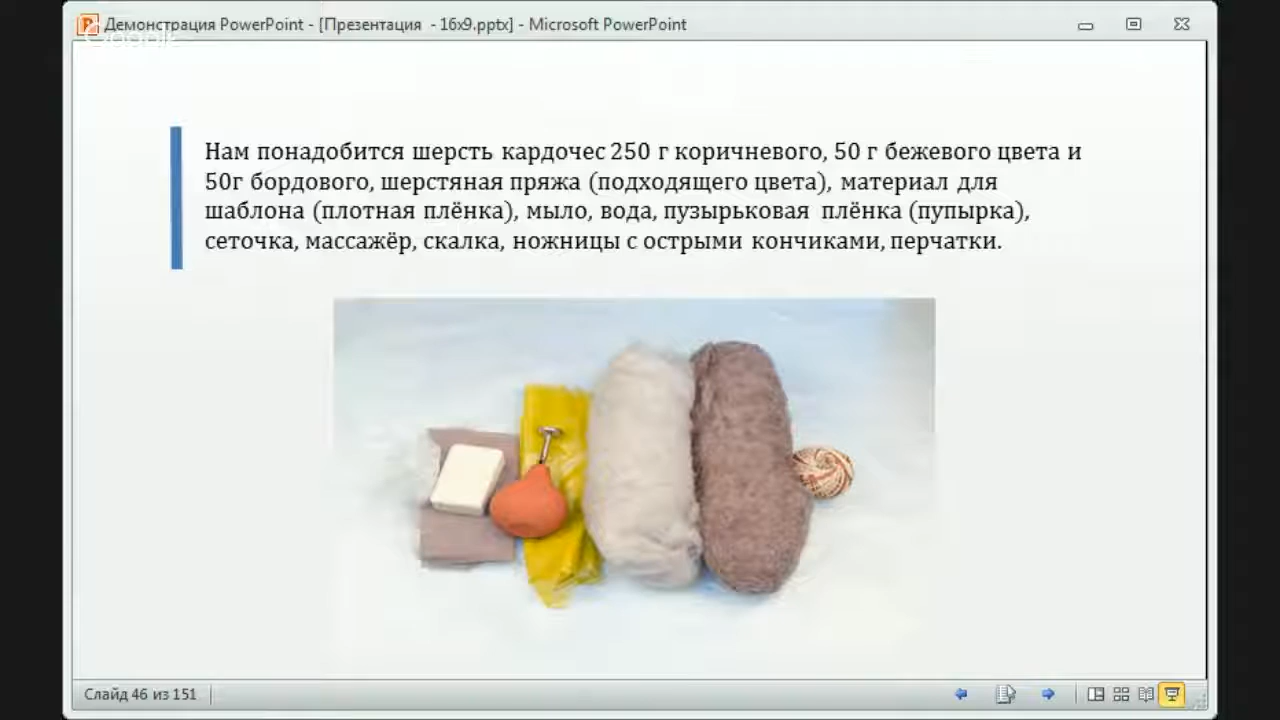 Демонстрация PowerPoint - [Презентация - 16x9.pptx] - Microsoft PowerPoint
Нам понадобится шерсть кардочес 250 г коричневого, 50 г бежевого цвета и
50г бордового, шерстяная пряжа (подходящего цвета), материал для
шаблона (плотная плёнка), мыло, вода, пузырьковая плёнка (пупырка),
сеточка, массажёр, скалка, ножницы с острыми кончиками, перчатки.
Слайд 46 из 151